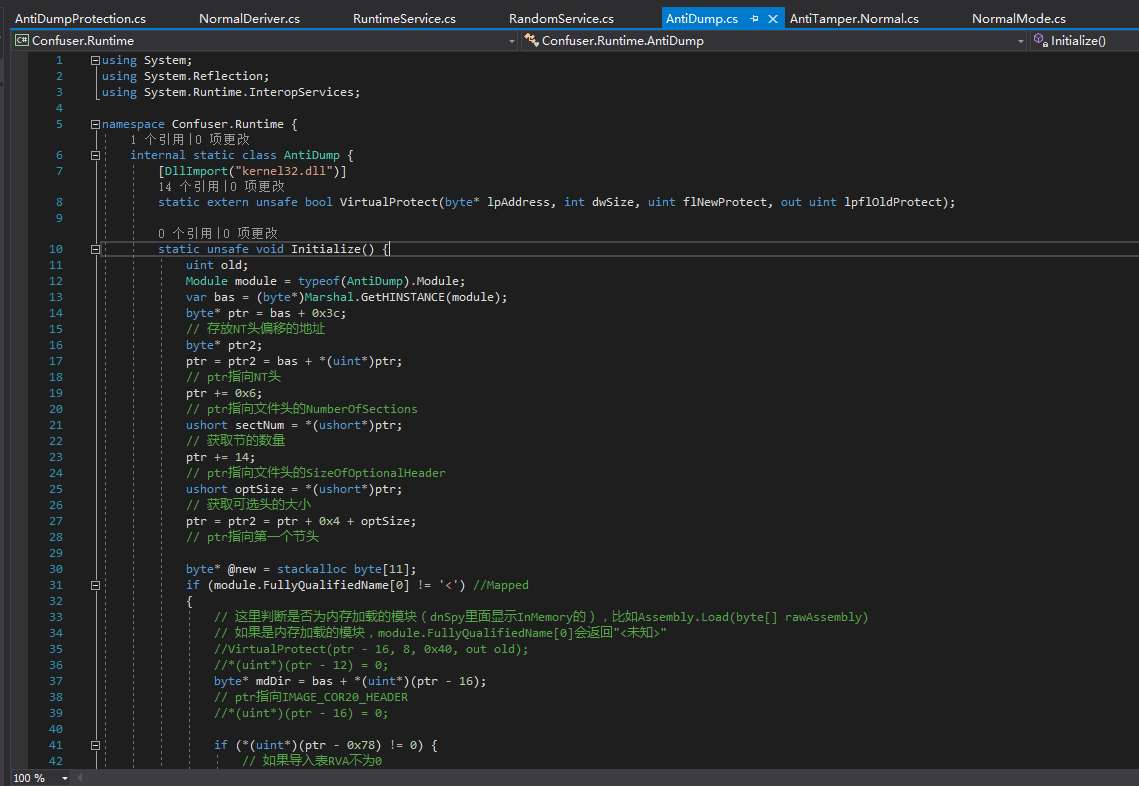 AntiDumpProtection.cs NormalDeriver.cs RuntimeService.cs RandomService.cs AntiDump.cs AntiTamper.Normal.cs NormalMode.cs
C# Confuser.Runtime Confuser.Runtime.AntiDump Initialize()
1 using System;
2 using System.Reflection;
3 using System.Runtime.InteropServices;
4
5 namespace Confuser.Runtime {
1 个引用|0 项更改
6 internal static class AntiDump {
7 [DllImport("kernel32.dll")]
14 个引用|0 项更改
8 static extern unsafe bool VirtualProtect(byte* lpAddress, int dwSize, uint flNewProtect, out uint lpflOldProtect);
9
0 个引用|0 项更改
10 static unsafe void Initialize() {
11 uint old;
12 Module module = typeof(AntiDump).Module;
13 var bas = (byte*)Marshal.GetHINSTANCE(module);
14 byte* ptr = bas + 0x3c;
15 // 存放NT头偏移的地址
16 byte* ptr2;
17 ptr = ptr2 = bas + *(uint*)ptr;
18 // ptr指向NT头
19 ptr += 0x6;
20 // ptr指向文件头的NumberOfSections
21 ushort sectNum = *(ushort*)ptr;
22 // 获取节的数量
23 ptr += 14;
24 // ptr指向文件头的SizeOfOptionalHeader
25 ushort optSize = *(ushort*)ptr;
26 // 获取可选头的大小
27 ptr = ptr2 = ptr + 0x4 + optSize;
28 // ptr指向第一个节头
29
30 byte* @new = stackalloc byte[11];
31 if (module.FullyQualifiedName[0] != '<') //Mapped
32 {
33 // 这里判断是否为内存加载的模块（dnSpy里面显示InMemory的），比如Assembly.Load(byte[] rawAssembly)
34 // 如果是内存加载的模块，module.FullyQualifiedName[0]会返回"<未知>"
35 //VirtualProtect(ptr - 16, 8, 0x40, out old);
36 //*(uint*)(ptr - 12) = 0;
37 byte* mdDir = bas + *(uint*)(ptr - 16);
38 // ptr指向IMAGE_COR20_HEADER
39 //*(uint*)(ptr - 16) = 0;
40
41 if (*(uint*)(ptr - 0x78) != 0) {
42 // 如果导入表RVA不为0
100 %